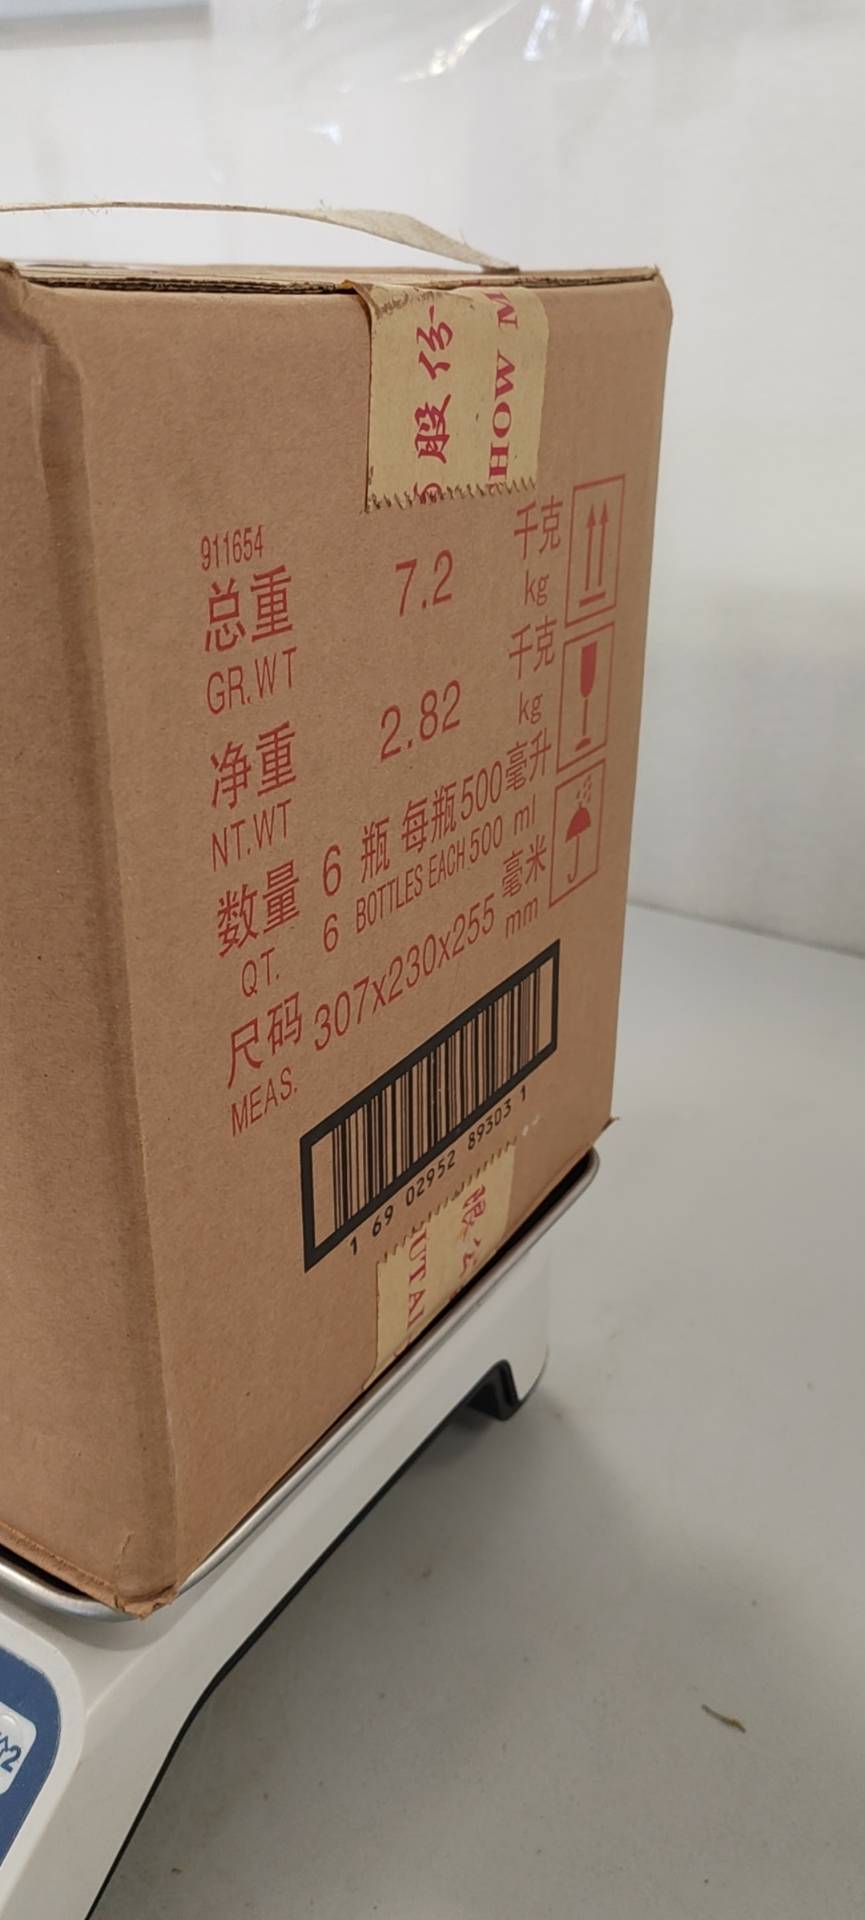 股份
HOW M
911654
总重 7.2 千克
GR.WT kg
净重 2.82 千克
NT.WT kg
数量 6 瓶 每瓶500毫升
QT. 6 BOTTLES EACH 500 ml
尺码 307x230x255 毫米
MEAS. mm
1 69 02952 89303 1
UTAI